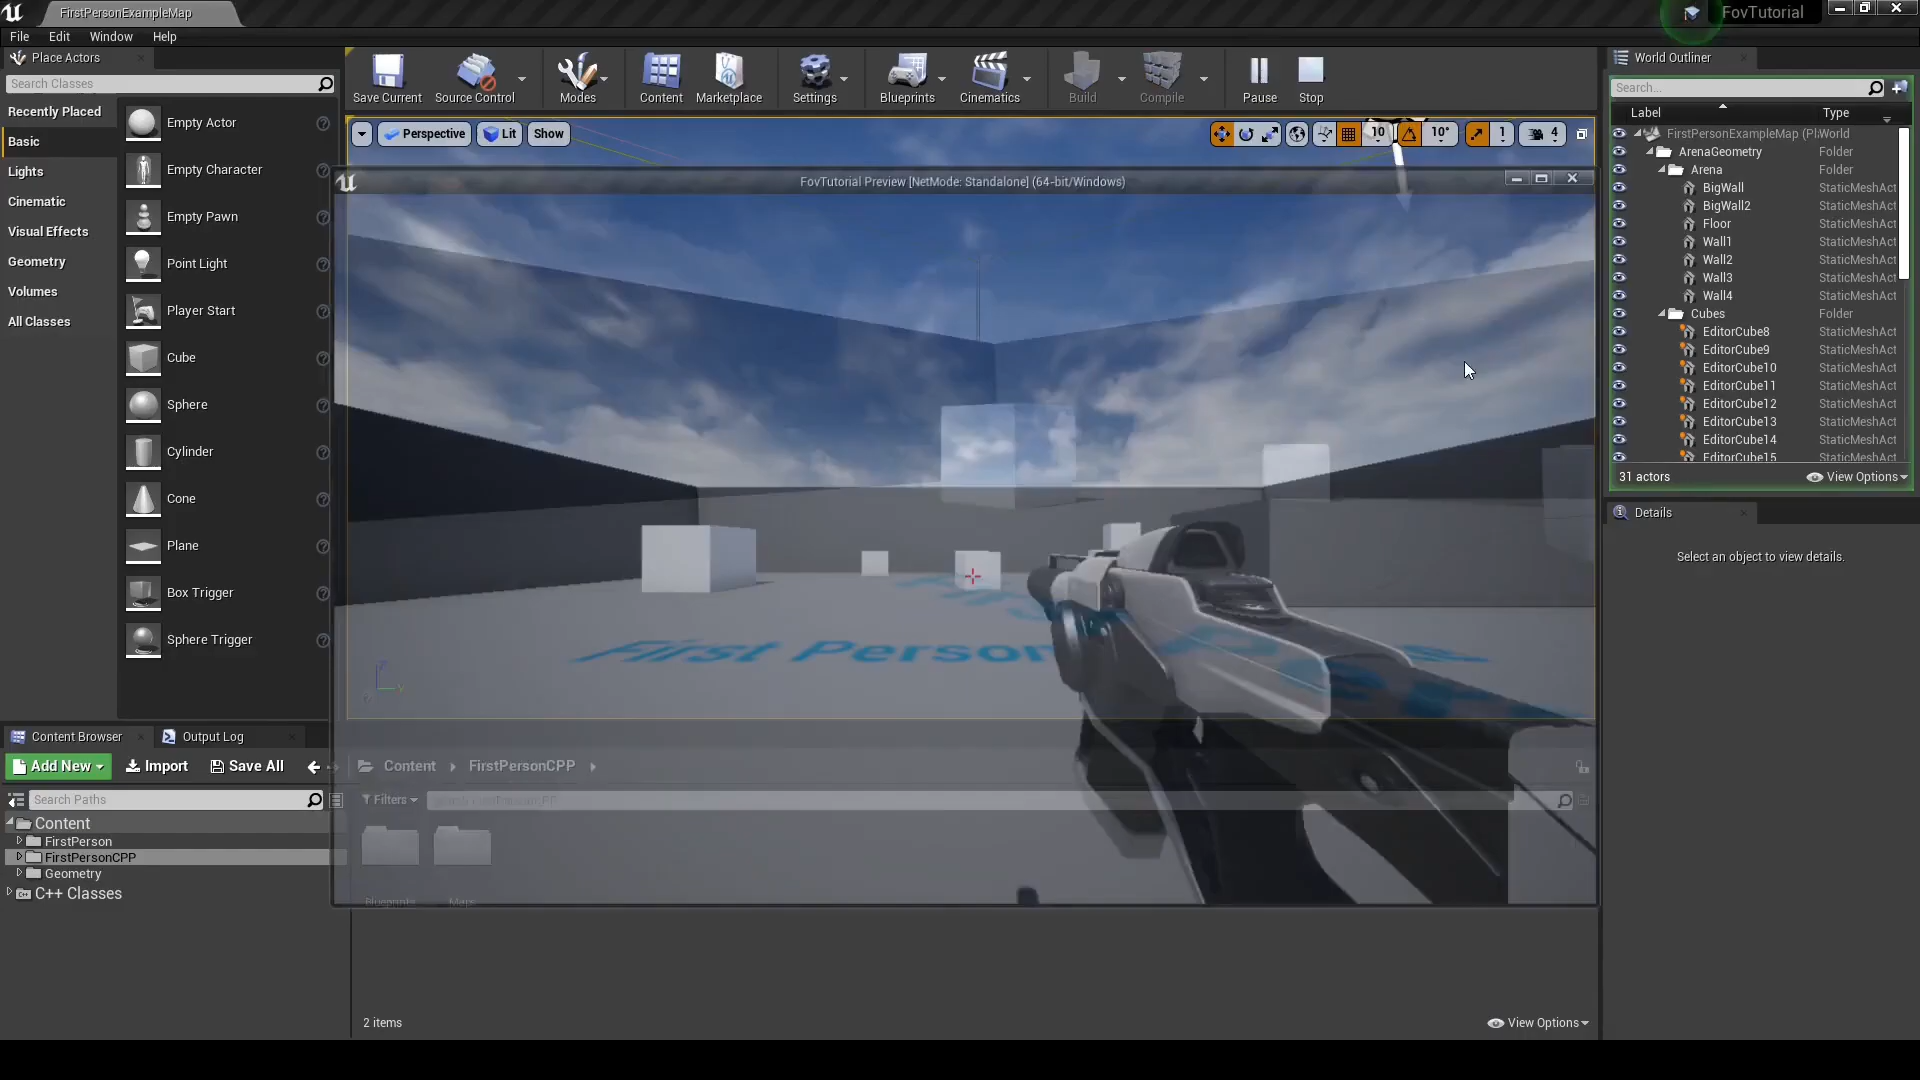 FirstPersonExampleMap
FovTutorial
File Edit Window Help
Place Actors
Search Classes
Recently Placed
Basic
Lights
Cinematic
Visual Effects
Geometry
Volumes
All Classes
Empty Actor
Empty Character
Empty Pawn
Point Light
Player Start
Cube
Sphere
Cylinder
Cone
Plane
Box Trigger
Sphere Trigger
Save Current
Source Control
Modes
Content
Marketplace
Settings
Blueprints
Cinematics
Build
Compile
Pause
Stop
Perspective Lit Show
10 10° 1 4
FovTutorial Preview [NetMode: Standalone] (64-bit/Windows)
First Person
World Outliner
Search...
Label Type
FirstPersonExampleMap (Pl World
ArenaGeometry Folder
Arena Folder
BigWall StaticMeshAct
BigWall2 StaticMeshAct
Floor StaticMeshAct
Wall1 StaticMeshAct
Wall2 StaticMeshAct
Wall3 StaticMeshAct
Wall4 StaticMeshAct
Cubes Folder
EditorCube8 StaticMeshAct
EditorCube9 StaticMeshAct
EditorCube10 StaticMeshAct
EditorCube11 StaticMeshAct
EditorCube12 StaticMeshAct
EditorCube13 StaticMeshAct
EditorCube14 StaticMeshAct
EditorCube15 StaticMeshAct
31 actors View Options
Details
Select an object to view details.
Content Browser Output Log
Add New Import Save All Content FirstPersonCPP
Search Paths
Filters
Content
FirstPerson
FirstPersonCPP
Geometry
C++ Classes
Blueprints Maps
2 items View Options